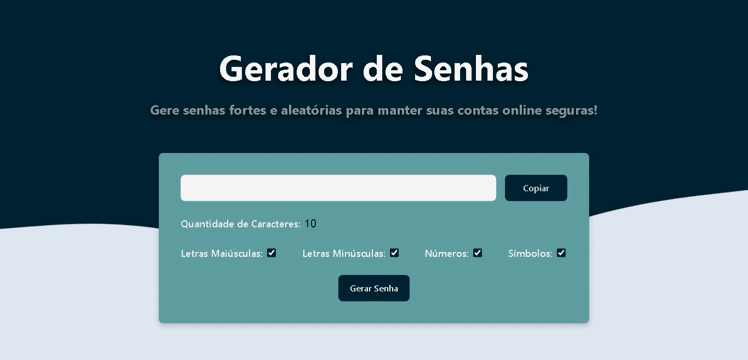 Gerador de Senhas
Gere senhas fortes e aleatórias para manter suas contas online seguras!
Copiar
Quantidade de Caracteres: 10
Letras Maiúsculas: Letras Minúsculas: Números: Símbolos:
Gerar Senha